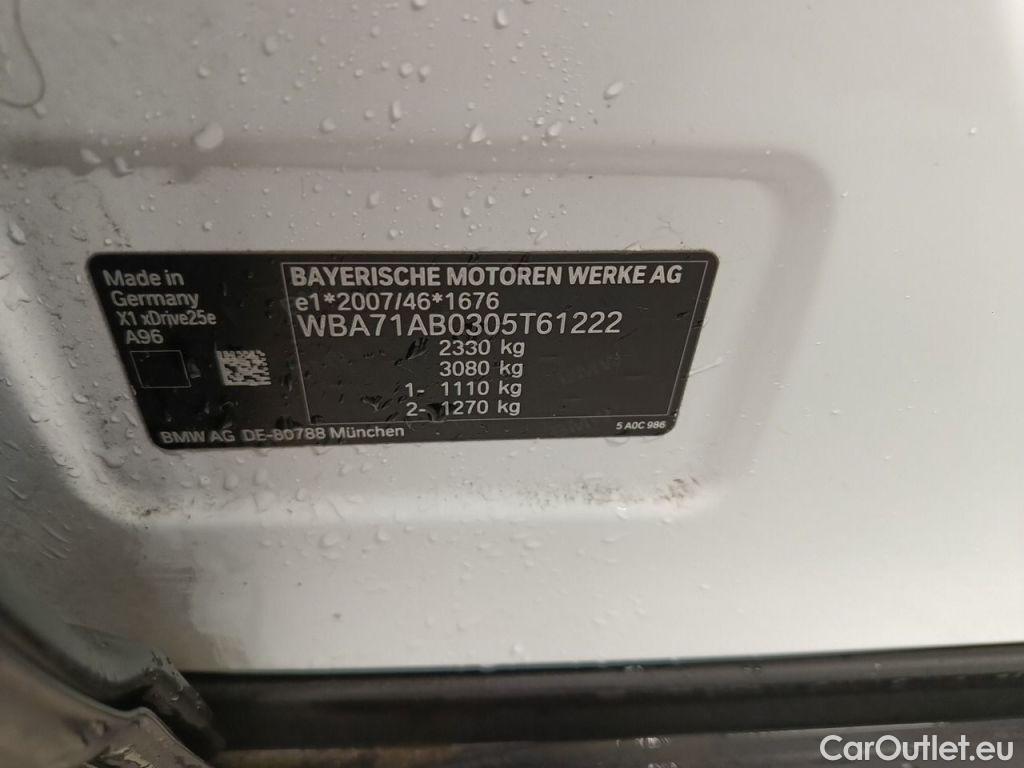 Made in
Germany
X1 xDrive25e
A96
BAYERISCHE MOTOREN WERKE AG
e1*2007/46*1676
WBA71AB0305T61222
2330 kg
3080 kg
1- 1110 kg
2- 1270 kg
BMW AG DE-80788 München
5 A0C 986
CarOutlet.eu